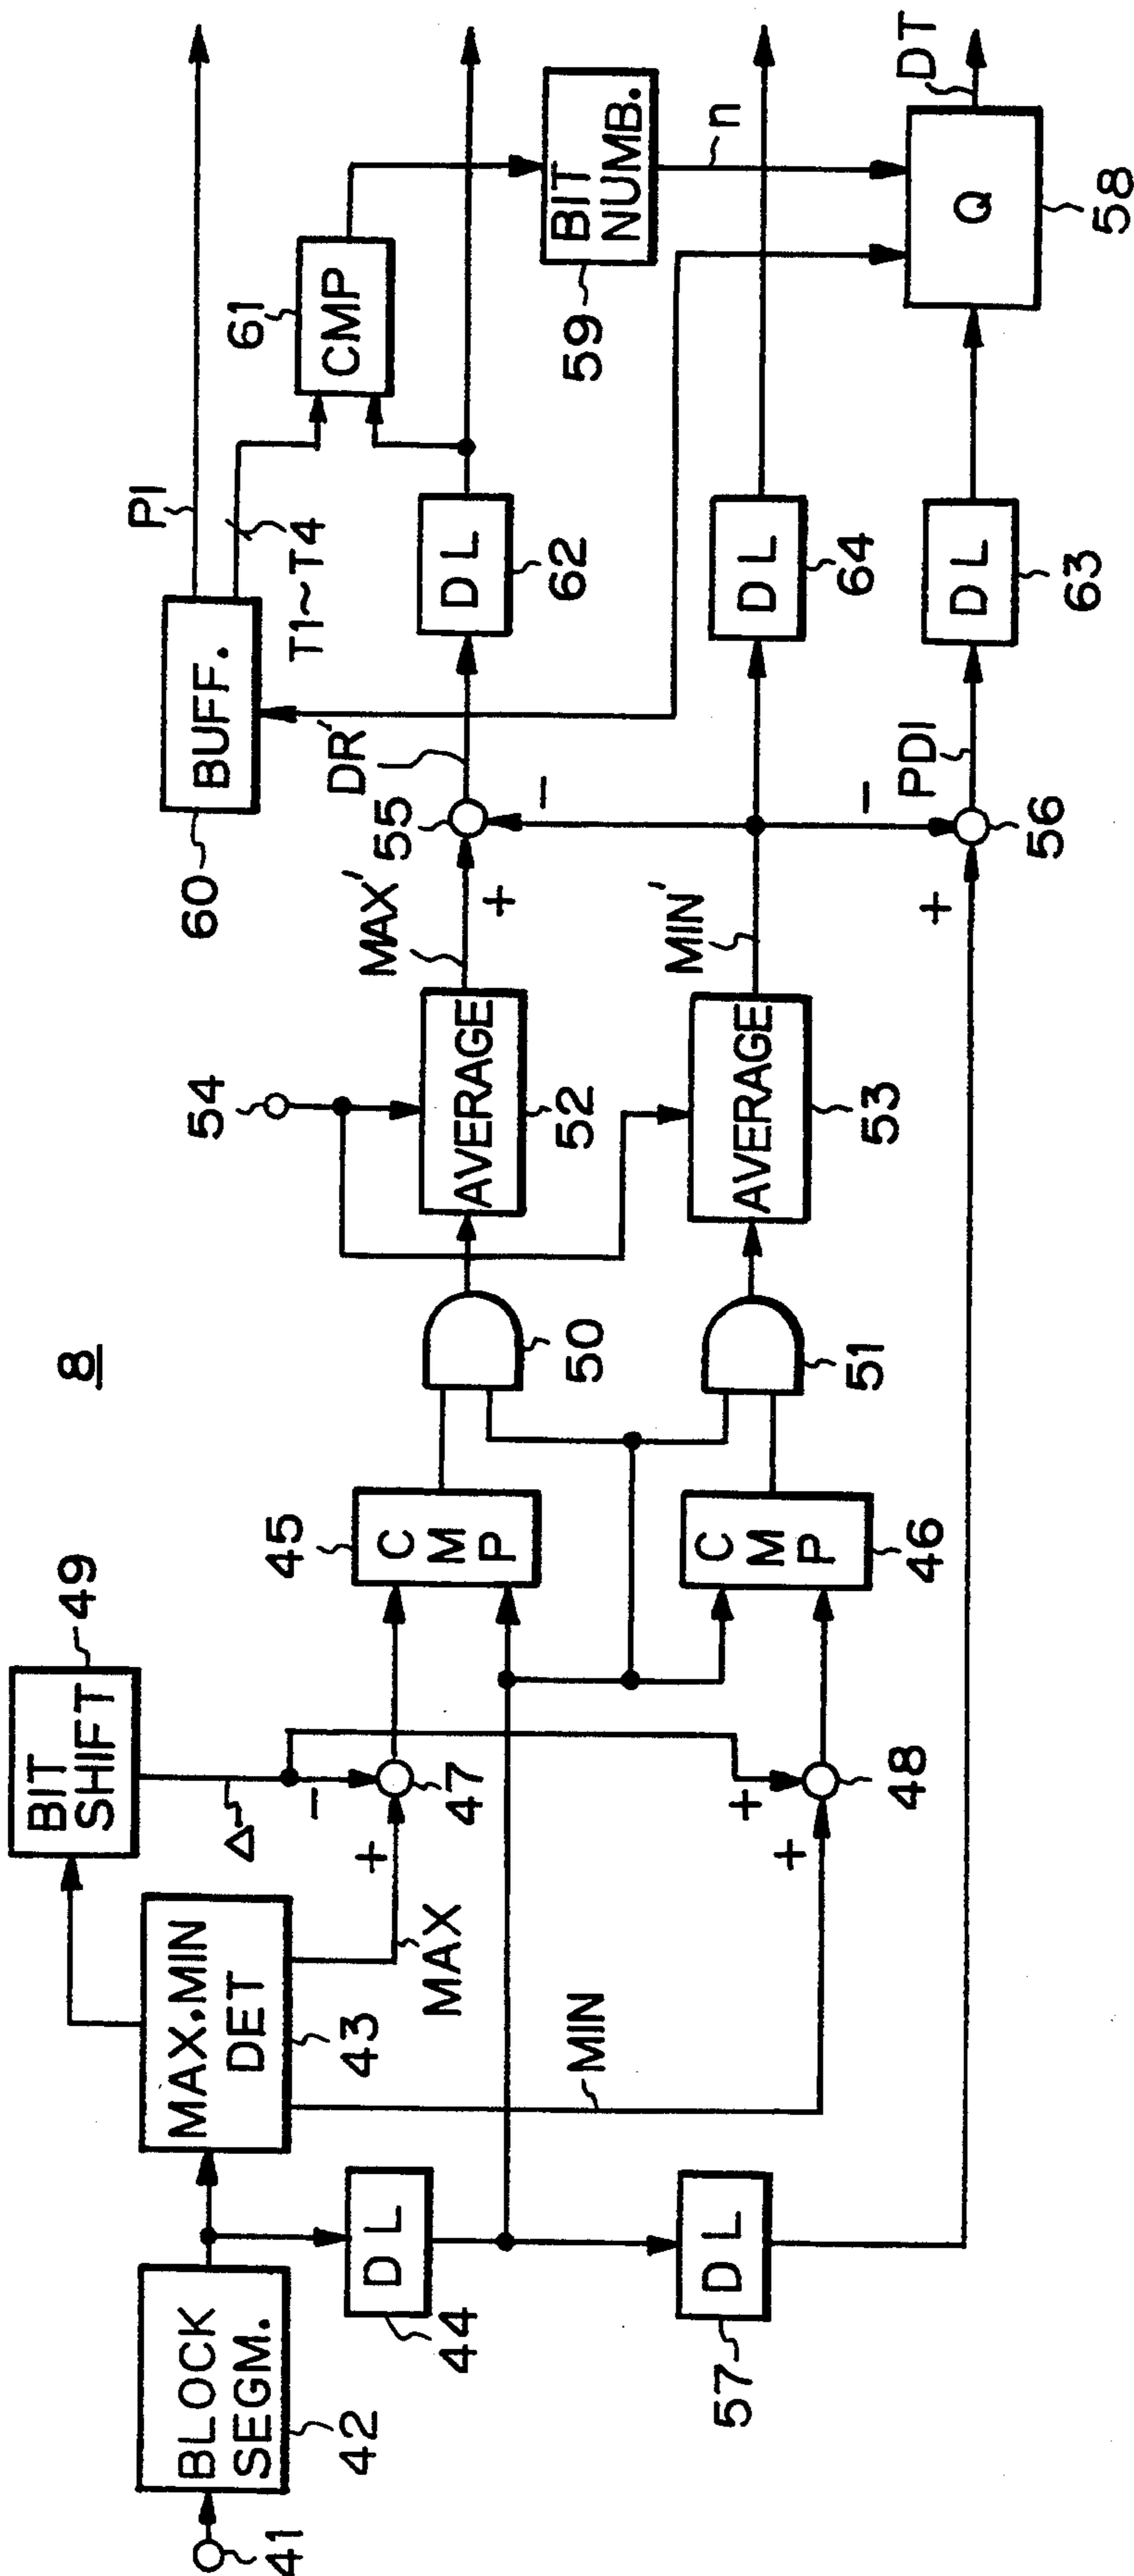 8
41
BLOCK
SEGM.
42
MAX.MIN
DET
43
BIT
SHIFT
49
Δ
−
+
47
MAX
MIN
+
+
48
DL
44
DL
57
CMP
45
CMP
46
50
51
54
AVERAGE
52
AVERAGE
53
MAX'
+
55
−
DR'
MIN'
−
+
56
PDI
BUFF.
60
PI
T1~T4
DL
62
DL
64
DL
63
CMP
61
BIT
NUMB.
59
n
Q
58
DT